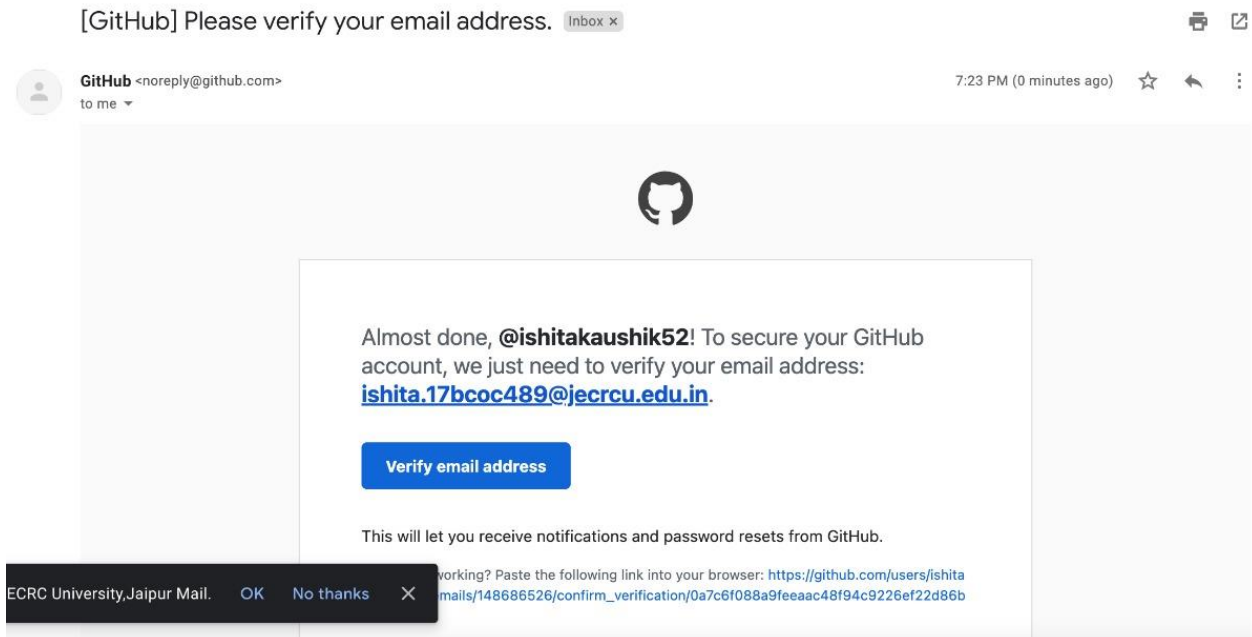 [GitHub] Please verify your email address. Inbox ×
GitHub <noreply@github.com>
7:23 PM (0 minutes ago)
to me
Almost done, @ishitakaushik52! To secure your GitHub
account, we just need to verify your email address:
ishita.17bcoc489@jecrcu.edu.in.
Verify email address
This will let you receive notifications and password resets from GitHub.
working? Paste the following link into your browser: https://github.com/users/ishita
mails/148686526/confirm_verification/0a7c6f088a9feeaac48f94c9226ef22d86b
ECRC University,Jaipur Mail. OK No thanks